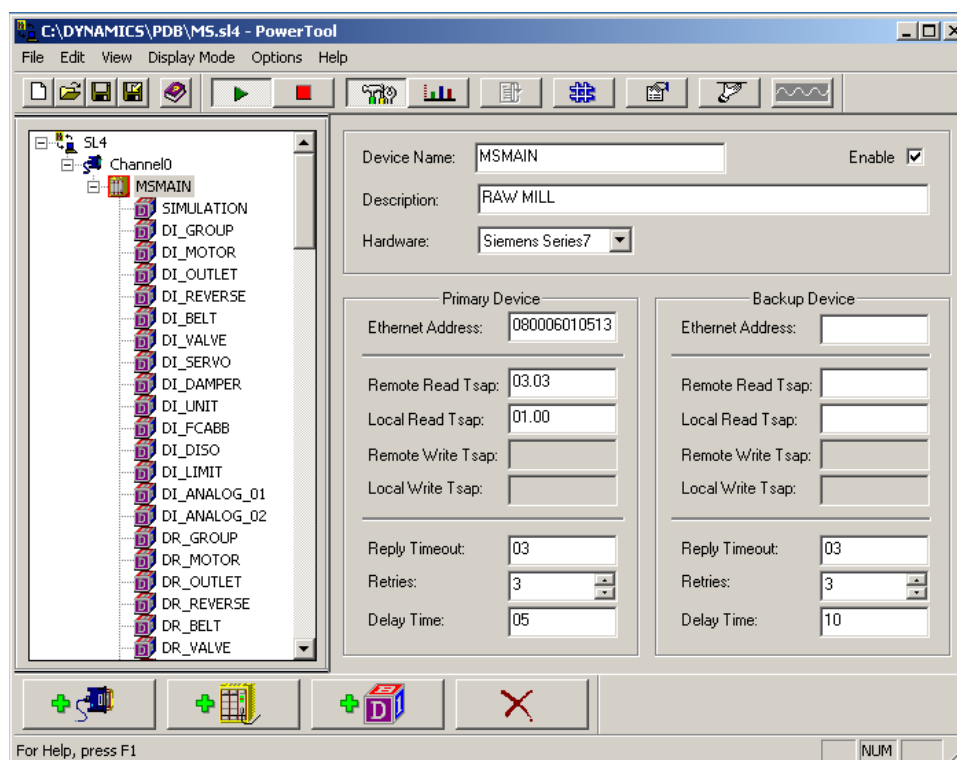 C:\DYNAMICS\PDB\MS.sl4 - PowerTool
File Edit View Display Mode Options Help
SL4
Channel0
MSMAIN
SIMULATION
DI_GROUP
DI_MOTOR
DI_OUTLET
DI_REVERSE
DI_BELT
DI_VALVE
DI_SERVO
DI_DAMPER
DI_UNIT
DI_FCABB
DI_DISO
DI_LIMIT
DI_ANALOG_01
DI_ANALOG_02
DR_GROUP
DR_MOTOR
DR_OUTLET
DR_REVERSE
DR_BELT
DR_VALVE
Device Name: MSMAIN Enable
Description: RAW MILL
Hardware: Siemens Series7
Primary Device
Ethernet Address: 080006010513
Remote Read Tsap: 03.03
Local Read Tsap: 01.00
Remote Write Tsap:
Local Write Tsap:
Reply Timeout: 03
Retries: 3
Delay Time: 05
Backup Device
Ethernet Address:
Remote Read Tsap:
Local Read Tsap:
Remote Write Tsap:
Local Write Tsap:
Reply Timeout: 03
Retries: 3
Delay Time: 10
For Help, press F1
NUM